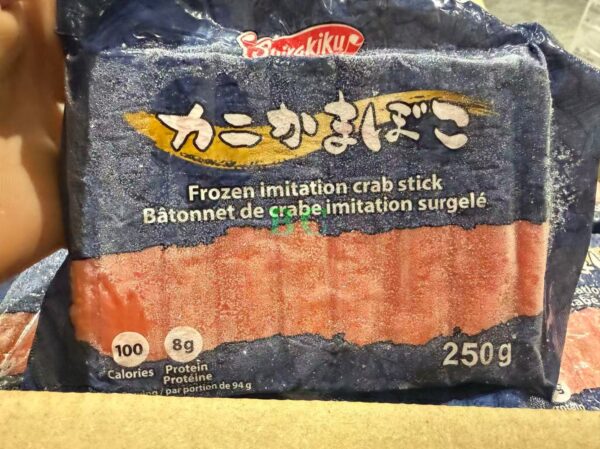 Shirakiku
カニかまぼこ
Frozen imitation crab stick
Bâtonnet de crabe imitation surgelé
100
Calories
8g
Protein
Protéine
/ par portion de 94 g
250g